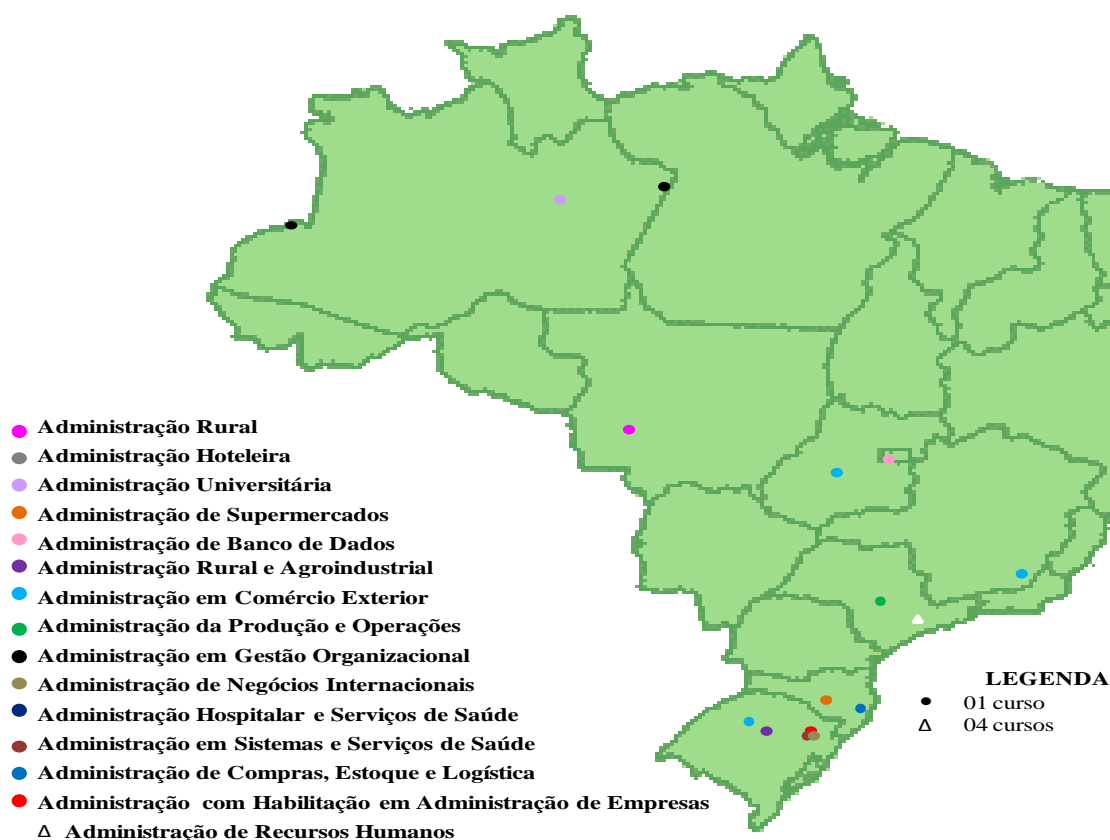 Administração Rural
Administração Hoteleira
Administração Universitária
Administração de Supermercados
Administração de Banco de Dados
Administração Rural e Agroindustrial
Administração em Comércio Exterior
Administração da Produção e Operações
Administração em Gestão Organizacional
Administração de Negócios Internacionais
Administração Hospitalar e Serviços de Saúde
Administração em Sistemas e Serviços de Saúde
Administração de Compras, Estoque e Logística
Administração com Habilitação em Administração de Empresas
Administração de Recursos Humanos
LEGENDA
01 curso
04 cursos